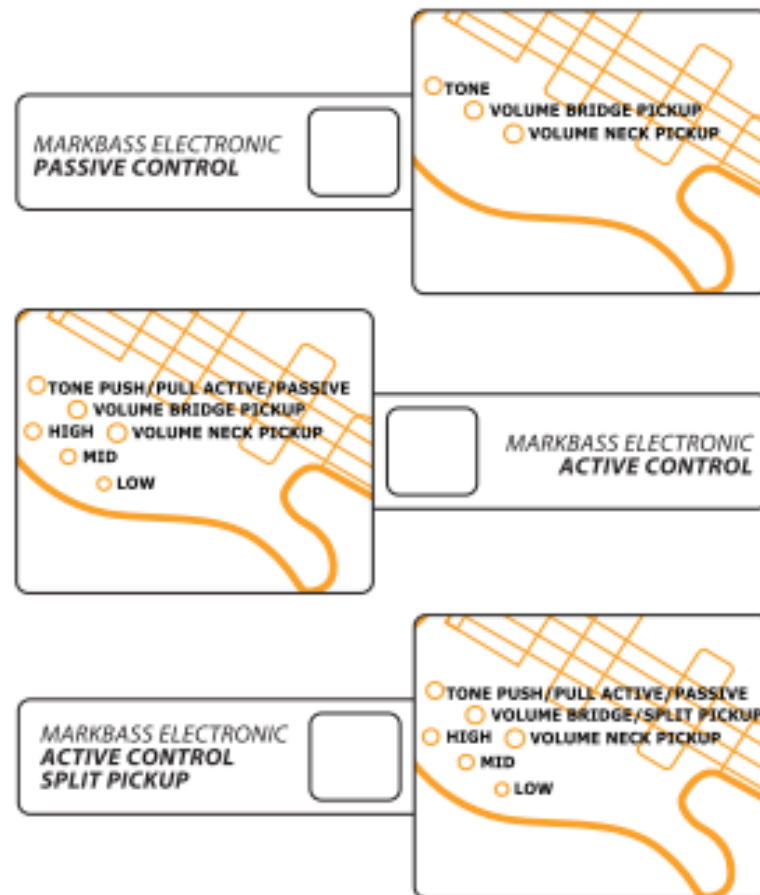 MARKBASS ELECTRONIC
PASSIVE CONTROL
TONE
VOLUME BRIDGE PICKUP
VOLUME NECK PICKUP
TONE PUSH/PULL ACTIVE/PASSIVE
VOLUME BRIDGE PICKUP
HIGH VOLUME NECK PICKUP
MID
LOW
MARKBASS ELECTRONIC
ACTIVE CONTROL
MARKBASS ELECTRONIC
ACTIVE CONTROL
SPLIT PICKUP
TONE PUSH/PULL ACTIVE/PASSIVE
VOLUME BRIDGE/SPLIT PICKUP
HIGH VOLUME NECK PICKUP
MID
LOW